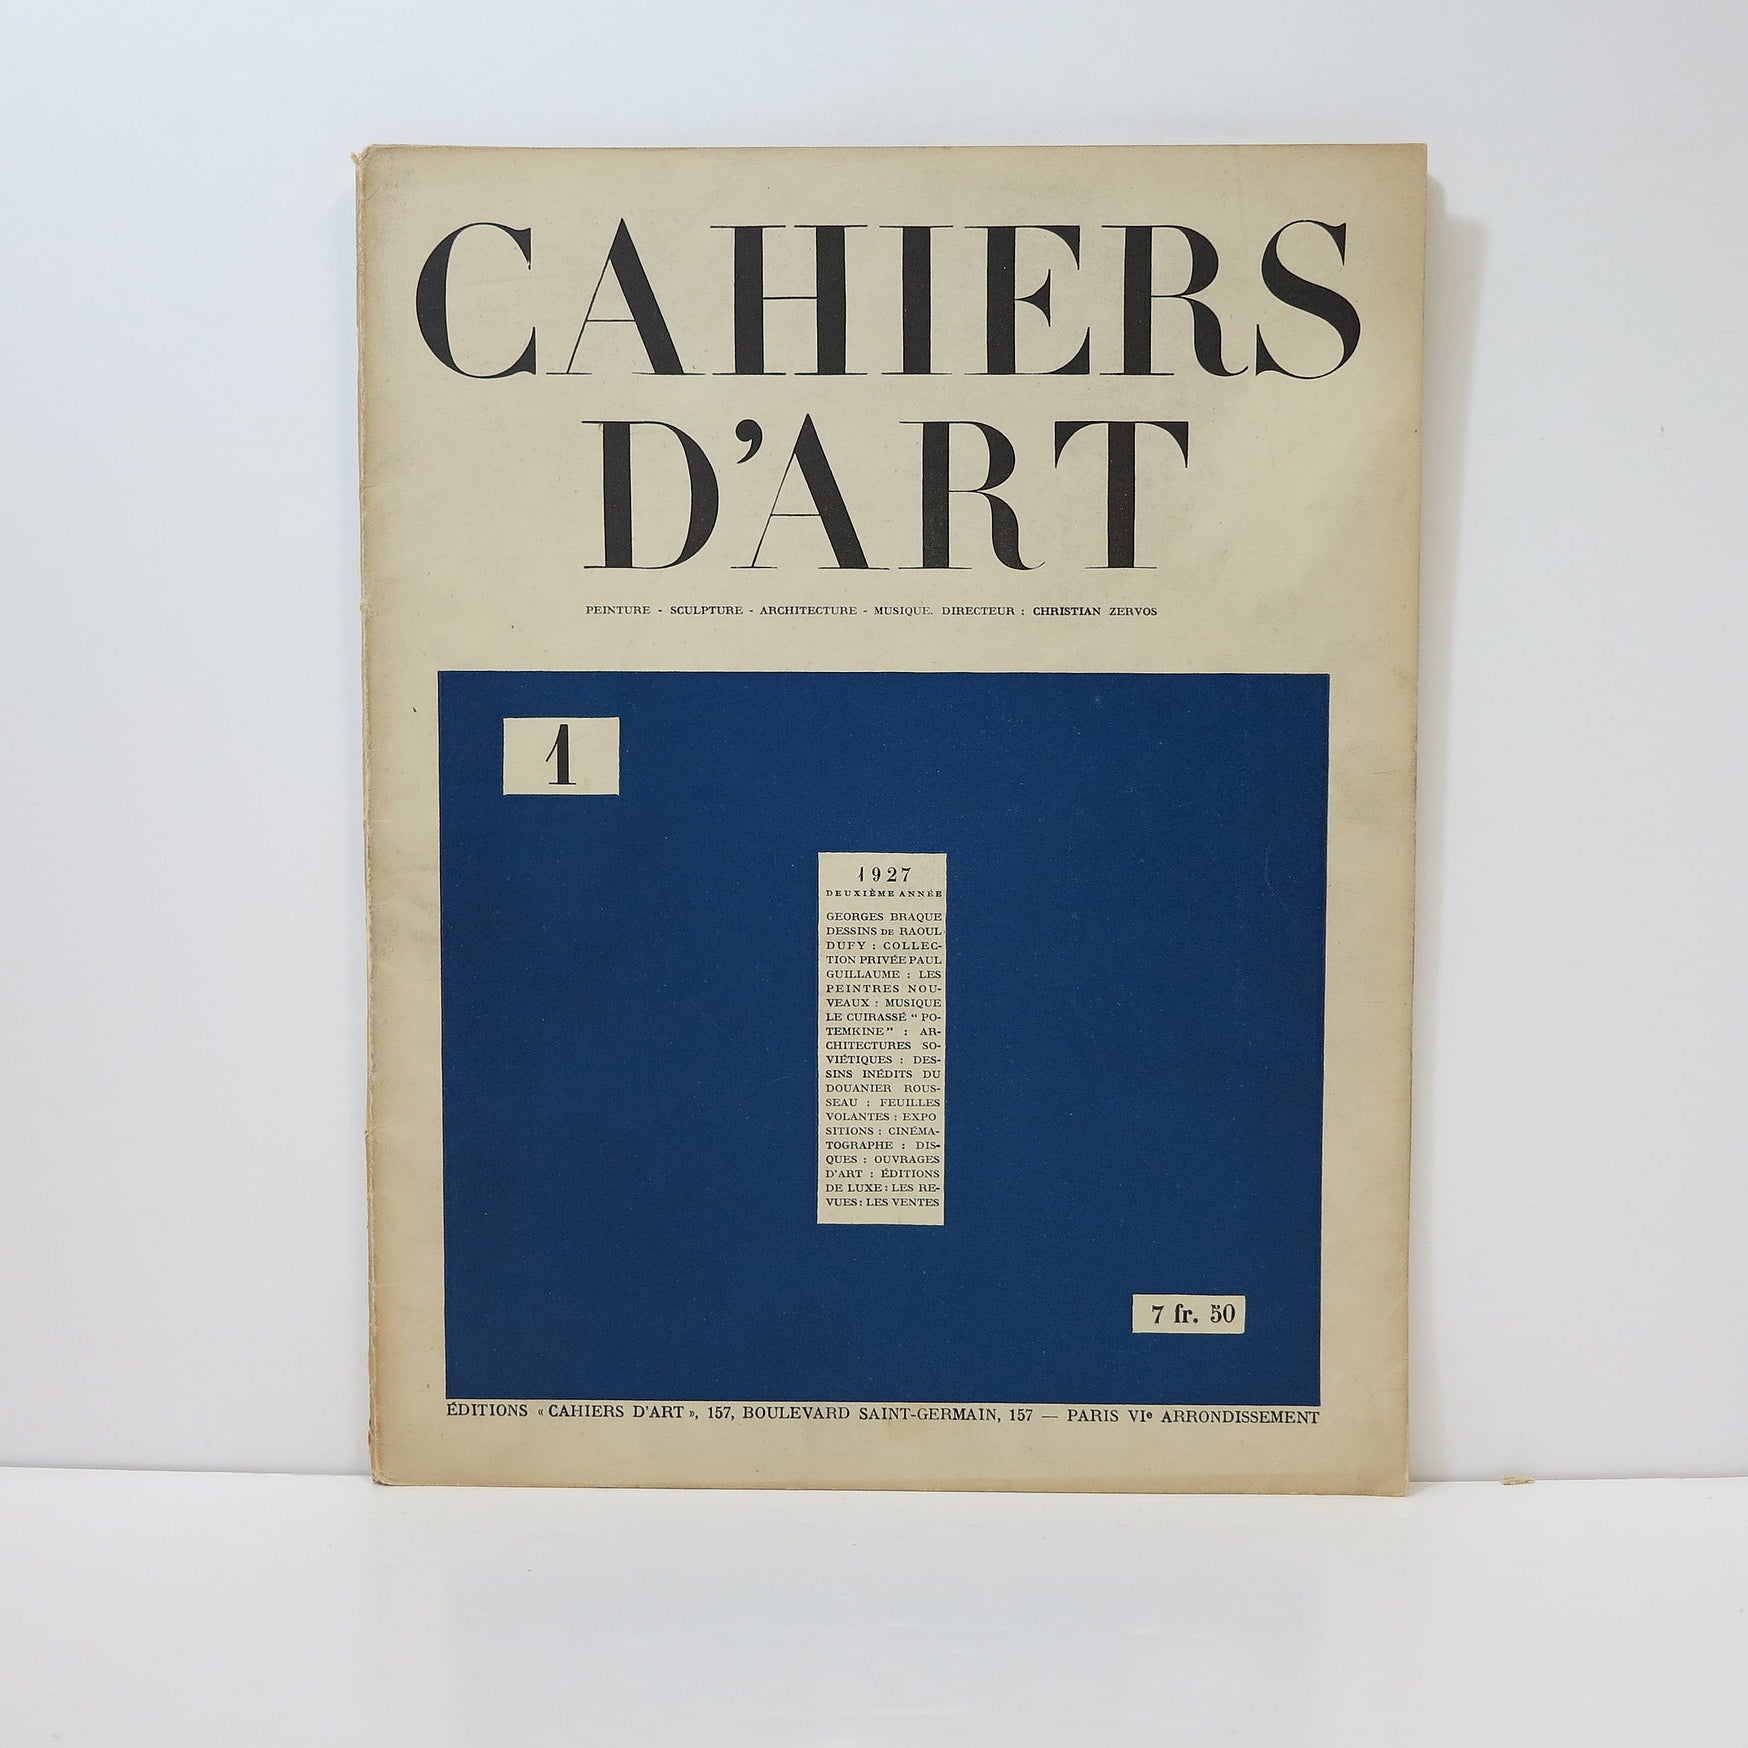 CAHIERS
D'ART
PEINTURE - SCULPTURE - ARCHITECTURE - MUSIQUE. DIRECTEUR : CHRISTIAN ZERVOS
1
1927
DEUXIÈME ANNÉE
GEORGES BRAQUE
DESSINS DE RAOUL
DUFY : COLLEC-
TION PRIVÉE PAUL
GUILLAUME : LES
PEINTRES NOU-
VEAUX : MUSIQUE
LE CUIRASSÉ “ PO-
TEMKINE ” : AR-
CHITECTURES SO-
VIÉTIQUES : DES-
SINS INÉDITS DU
DOUANIER ROUS-
SEAU : FEUILLES
VOLANTES : EXPO
SITIONS : CINÉMA-
TOGRAPHE : DIS-
QUES : OUVRAGES
D'ART : ÉDITIONS
DE LUXE : LES RE-
VUES : LES VENTES
7 fr. 50
ÉDITIONS « CAHIERS D'ART », 157, BOULEVARD SAINT-GERMAIN, 157 — PARIS VIe ARRONDISSEMENT